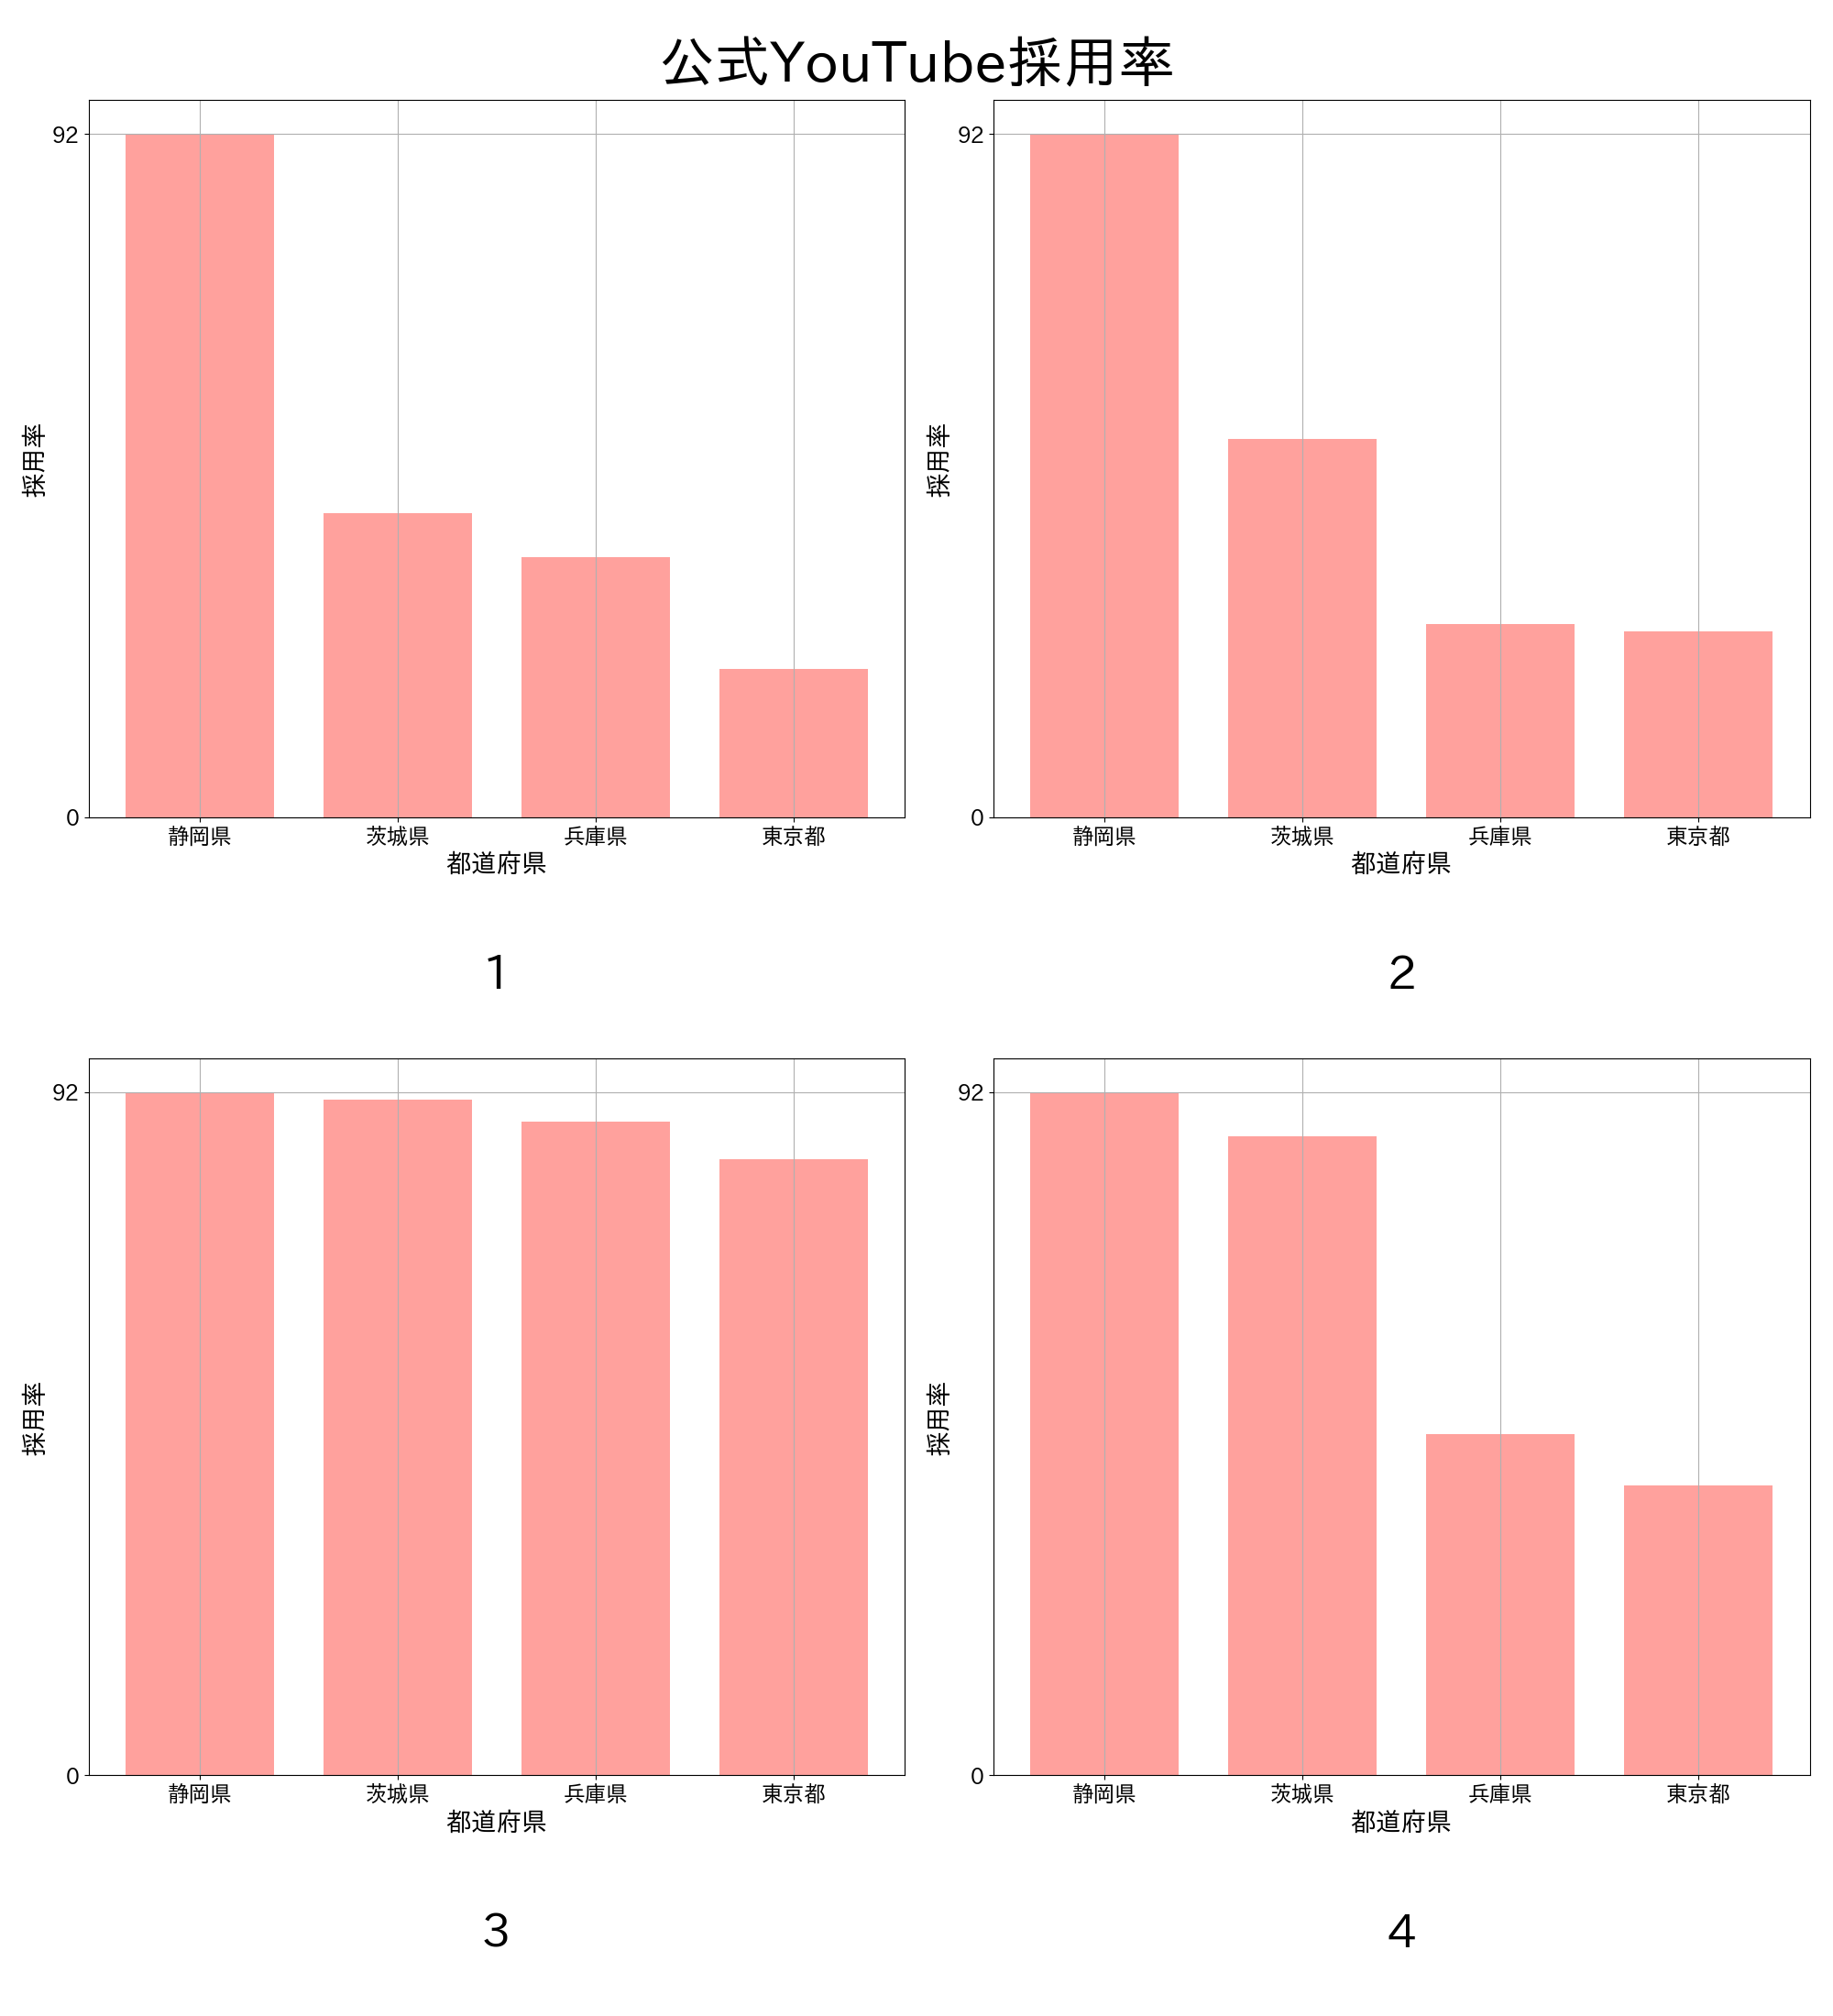 公式YouTube採用率
92
0
採用率
静岡県 茨城県 兵庫県 東京都
都道府県
1
92
0
採用率
静岡県 茨城県 兵庫県 東京都
都道府県
2
92
0
採用率
静岡県 茨城県 兵庫県 東京都
都道府県
3
92
0
採用率
静岡県 茨城県 兵庫県 東京都
都道府県
4